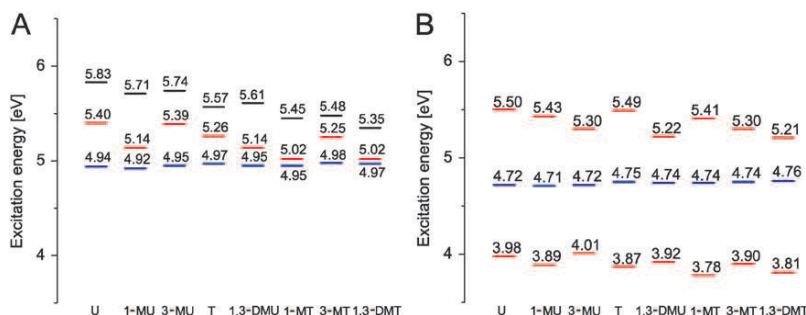 A
Excitation energy [eV]
6
5
4
5.83 5.71 5.74 5.57 5.61 5.45 5.48 5.35
5.40 5.14 5.39 5.26 5.14 5.02 5.25 5.02
4.94 4.92 4.95 4.97 4.95 4.95 4.98 4.97
U 1-MU 3-MU T 1,3-DMU 1-MT 3-MT 1,3-DMT
B
Excitation energy [eV]
6
5
4
5.50 5.43 5.30 5.49 5.22 5.41 5.30 5.21
4.72 4.71 4.72 4.75 4.74 4.74 4.74 4.76
3.98 3.89 4.01 3.87 3.92 3.78 3.90 3.81
U 1-MU 3-MU T 1,3-DMU 1-MT 3-MT 1,3-DMT